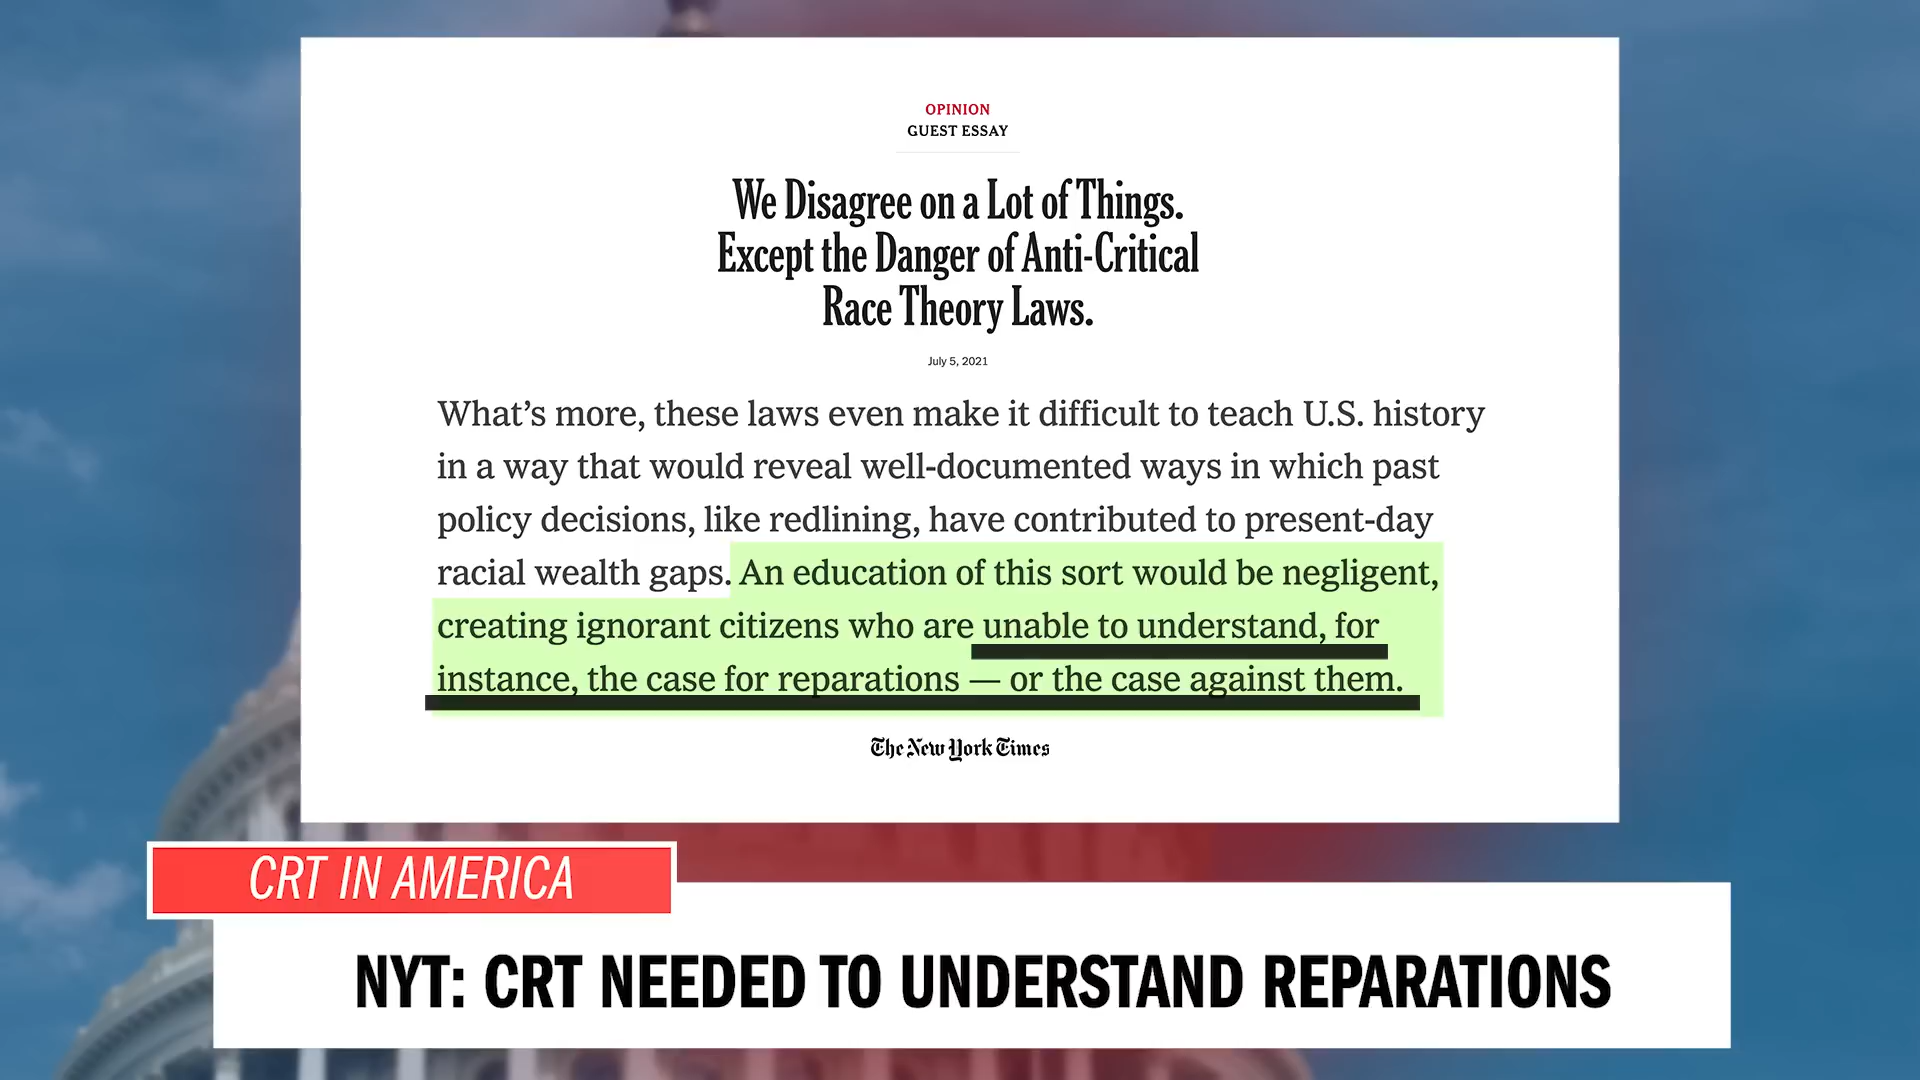 OPINION
GUEST ESSAY
We Disagree on a Lot of Things.
Except the Danger of Anti-Critical
Race Theory Laws.
July 5, 2021
What’s more, these laws even make it difficult to teach U.S. history
in a way that would reveal well-documented ways in which past
policy decisions, like redlining, have contributed to present-day
racial wealth gaps. An education of this sort would be negligent,
creating ignorant citizens who are unable to understand, for
instance, the case for reparations — or the case against them.
The New York Times
CRT IN AMERICA
NYT: CRT NEEDED TO UNDERSTAND REPARATIONS